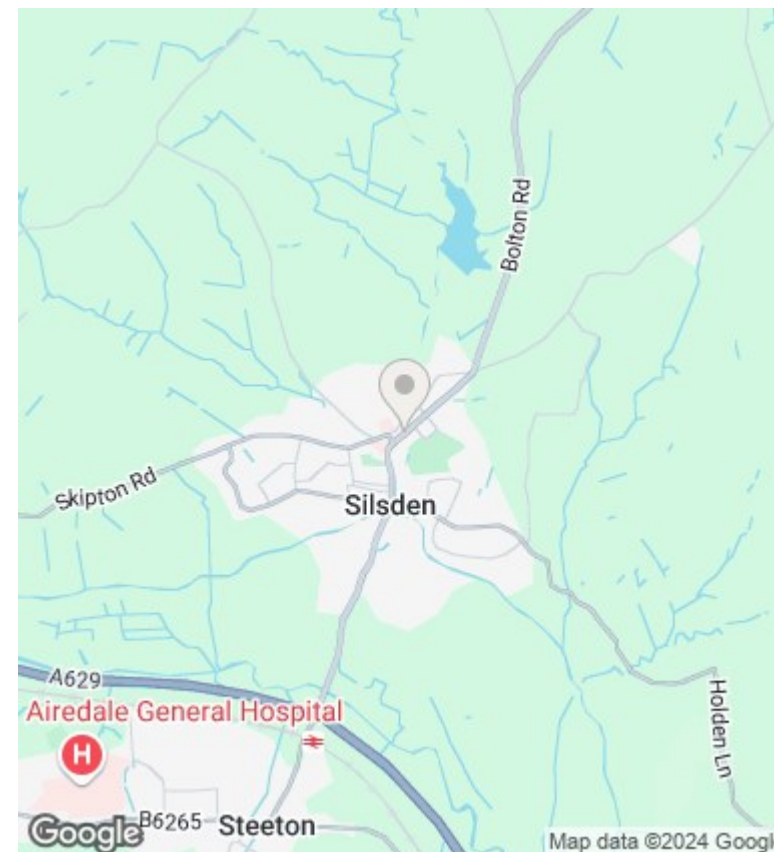 Bolton Rd
Skipton Rd
Silsden
A629
Airedale General Hospital
H
Holden Ln
B6265
Steeton
Google
Map data ©2024 Googl